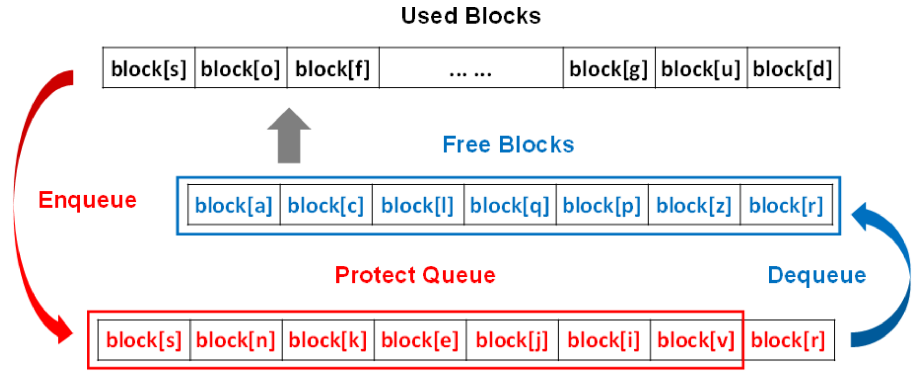 Used Blocks
block[s] block[o] block[f] ... ... block[g] block[u] block[d]
Free Blocks
Enqueue
block[a] block[c] block[l] block[q] block[p] block[z] block[r]
Protect Queue
Dequeue
block[s] block[n] block[k] block[e] block[j] block[i] block[v] block[r]